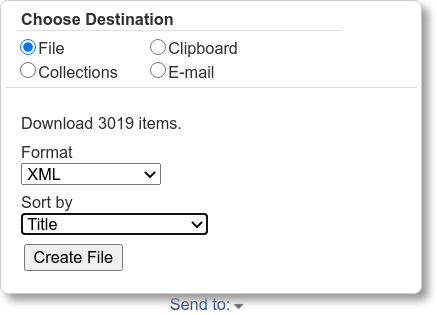 Choose Destination
File Clipboard
Collections E-mail
Download 3019 items.
Format
XML
Sort by
Title
Create File
Send to: